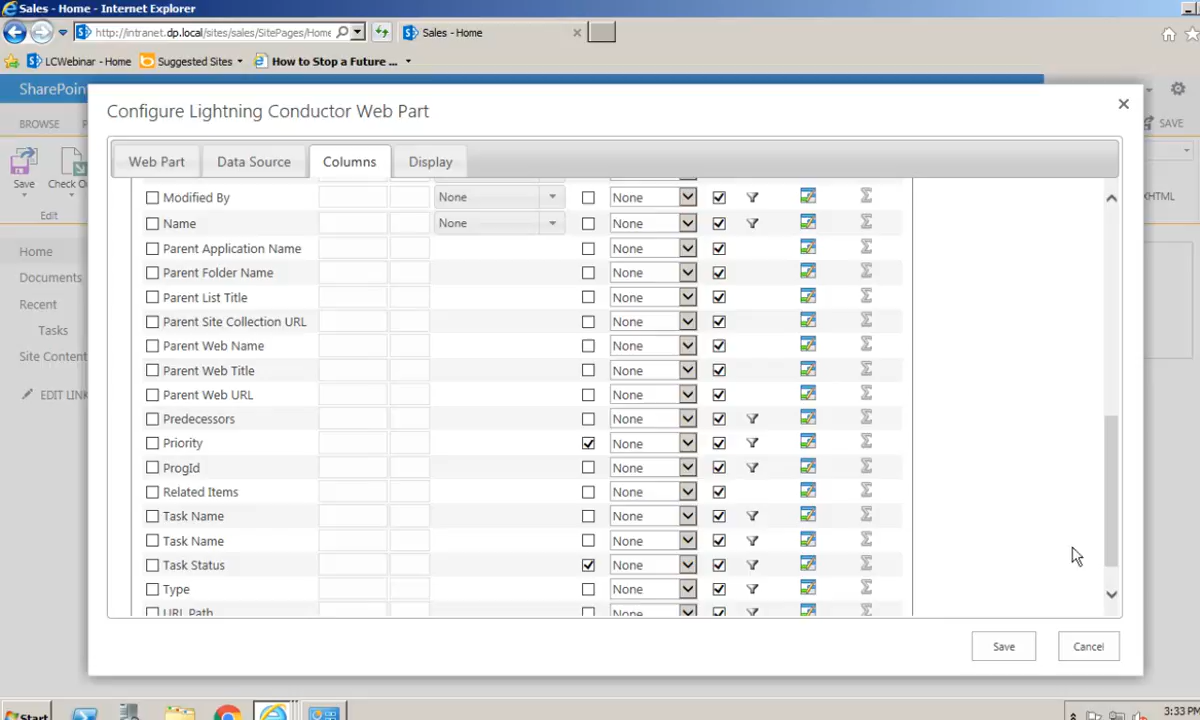 Sales - Home - Internet Explorer
http://intranet.dp.local/sites/sales/SitePages/Home
Sales - Home
LCWebinar - Home
Suggested Sites
How to Stop a Future ...
SharePoin
BROWSE
SAVE
Save
Check O
Edit
XHTML
Home
Documents
Recent
Tasks
Site Content
EDIT LINK
Configure Lightning Conductor Web Part
Web Part
Data Source
Columns
Display
Modified By None None
Name None None
Parent Application Name None
Parent Folder Name None
Parent List Title None
Parent Site Collection URL None
Parent Web Name None
Parent Web Title None
Parent Web URL None
Predecessors None
Priority None
ProgId None
Related Items None
Task Name None
Task Name None
Task Status None
Type None
URL Path None
Save
Cancel
Start
3:33 PM